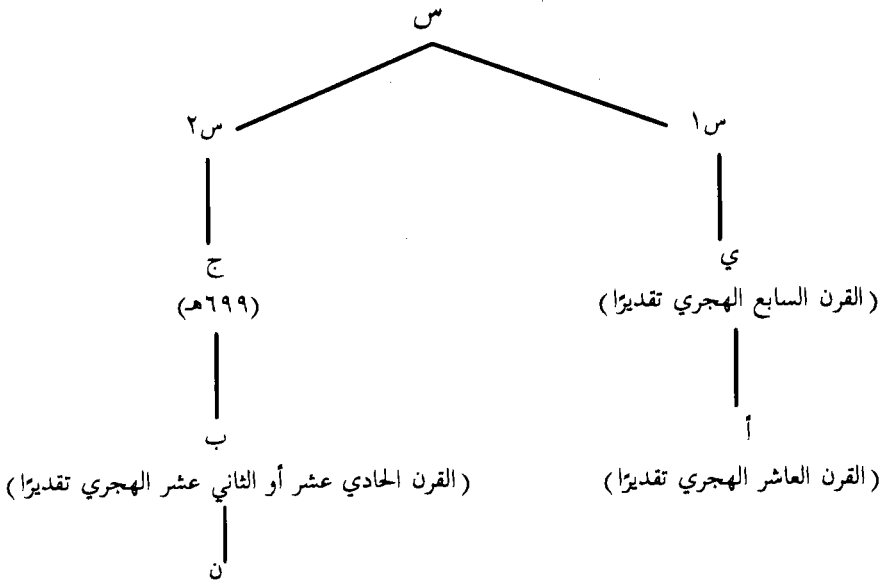 س
س١
س٢
ي
(القرن السابع الهجري تقديرًا)
ج
(٦٩٩هـ)
أ
(القرن العاشر الهجري تقديرًا)
ب
(القرن الحادي عشر أو الثاني عشر الهجري تقديرًا)
ن